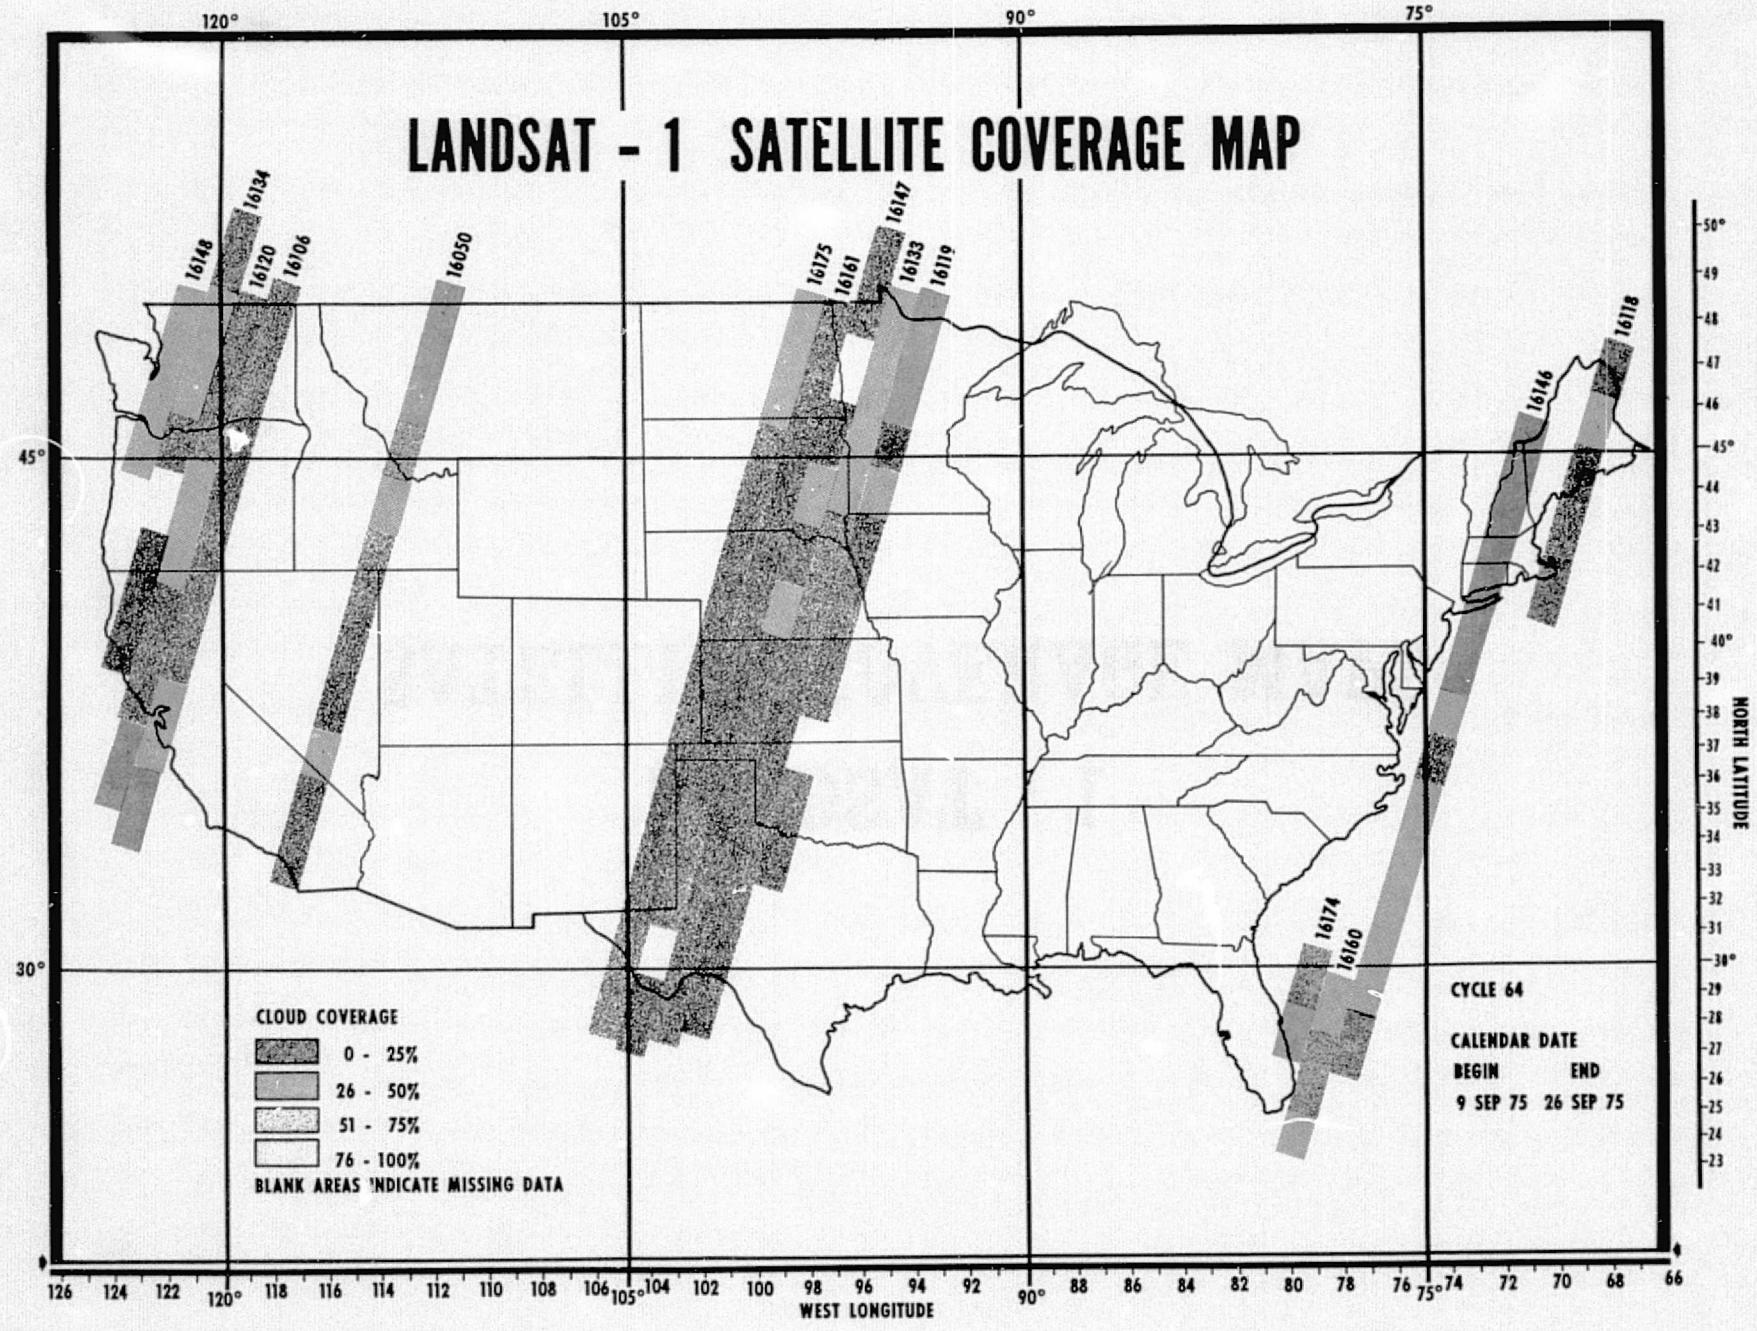 120° 105° 90° 75°
LANDSAT - 1 SATELLITE COVERAGE MAP
16134
16148
16120
16106
16050
16147
16175
16161
16133
16119
16118
16146
16174
16160
45°
30°
50°
49
48
47
46
45°
44
43
42
41
40°
39
38
37
36
35
34
33
32
31
30°
29
28
27
26
25
24
23
NORTH LATITUDE
CLOUD COVERAGE
0 - 25%
26 - 50%
51 - 75%
76 - 100%
BLANK AREAS INDICATE MISSING DATA
CYCLE 64
CALENDAR DATE
BEGIN END
9 SEP 75 26 SEP 75
126 124 122 120° 118 116 114 112 110 108 106 105° 104 102 100 98 96 94 92 90° 88 86 84 82 80 78 76 75° 74 72 70 68 66
WEST LONGITUDE